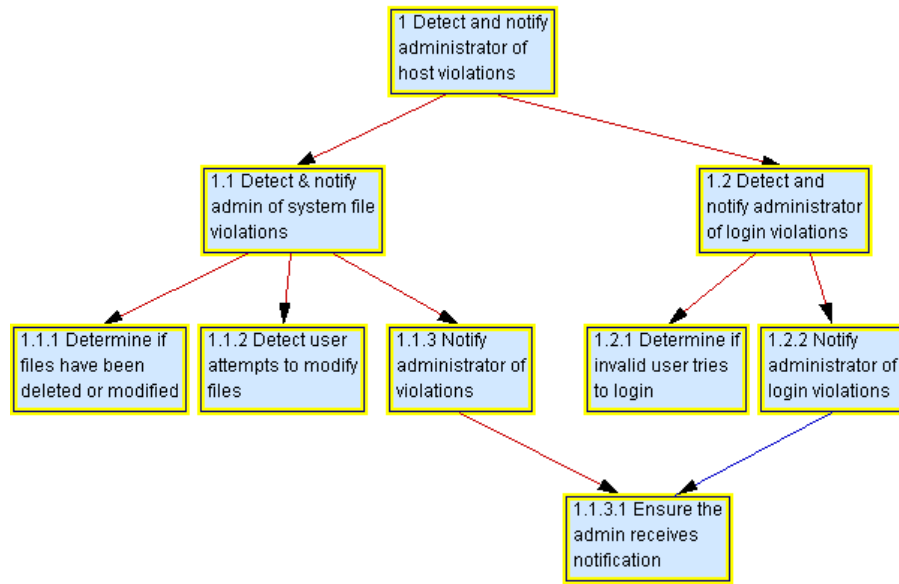 1 Detect and notify
administrator of
host violations
1.1 Detect & notify
admin of system file
violations
1.2 Detect and
notify administrator
of login violations
1.1.1 Determine if
files have been
deleted or modified
1.1.2 Detect user
attempts to modify
files
1.1.3 Notify
administrator of
violations
1.2.1 Determine if
invalid user tries
to login
1.2.2 Notify
administrator of
login violations
1.1.3.1 Ensure the
admin receives
notification